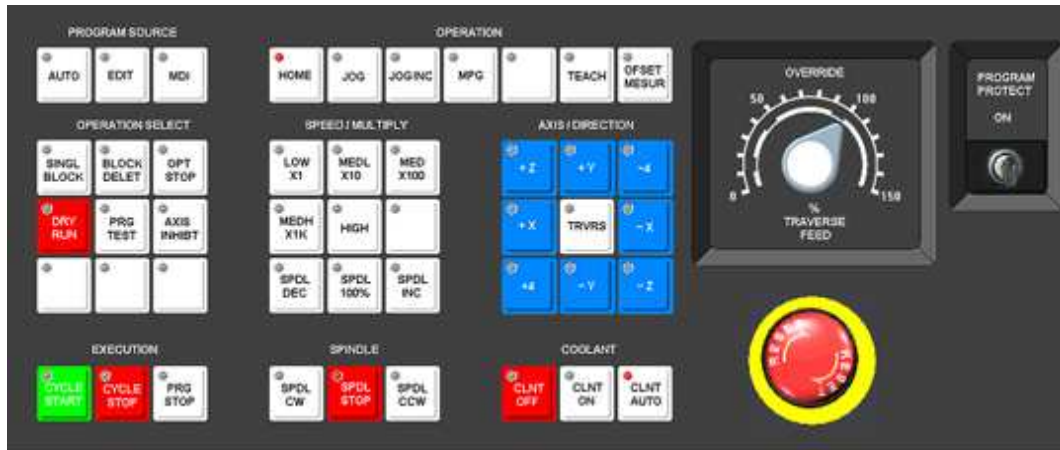 PROGRAM SOURCE
OPERATION
AUTO
EDIT
MDI
HOME
JOG
JOG INC
MPG
TEACH
OFSET
MESUR
OPERATION SELECT
SPEED / MULTIPLY
AXIS / DIRECTION
SINGL
BLOCK
BLOCK
DELET
OPT
STOP
LOW
X1
MEDL
X10
MED
X100
+Z
+Y
-4
DRY
RUN
PRG
TEST
AXIS
INHIBT
MEDH
X1K
HIGH
+X
TRVRS
-X
SPDL
DEC
SPDL
100%
SPDL
INC
+4
-Y
-Z
EXECUTION
SPINDLE
COOLANT
CYCLE
START
CYCLE
STOP
PRG
STOP
SPDL
CW
SPDL
STOP
SPDL
CCW
CLNT
OFF
CLNT
ON
CLNT
AUTO
OVERRIDE
50
100
0
150
%
TRAVERSE
FEED
PROGRAM
PROTECT
ON
RESET
RESET